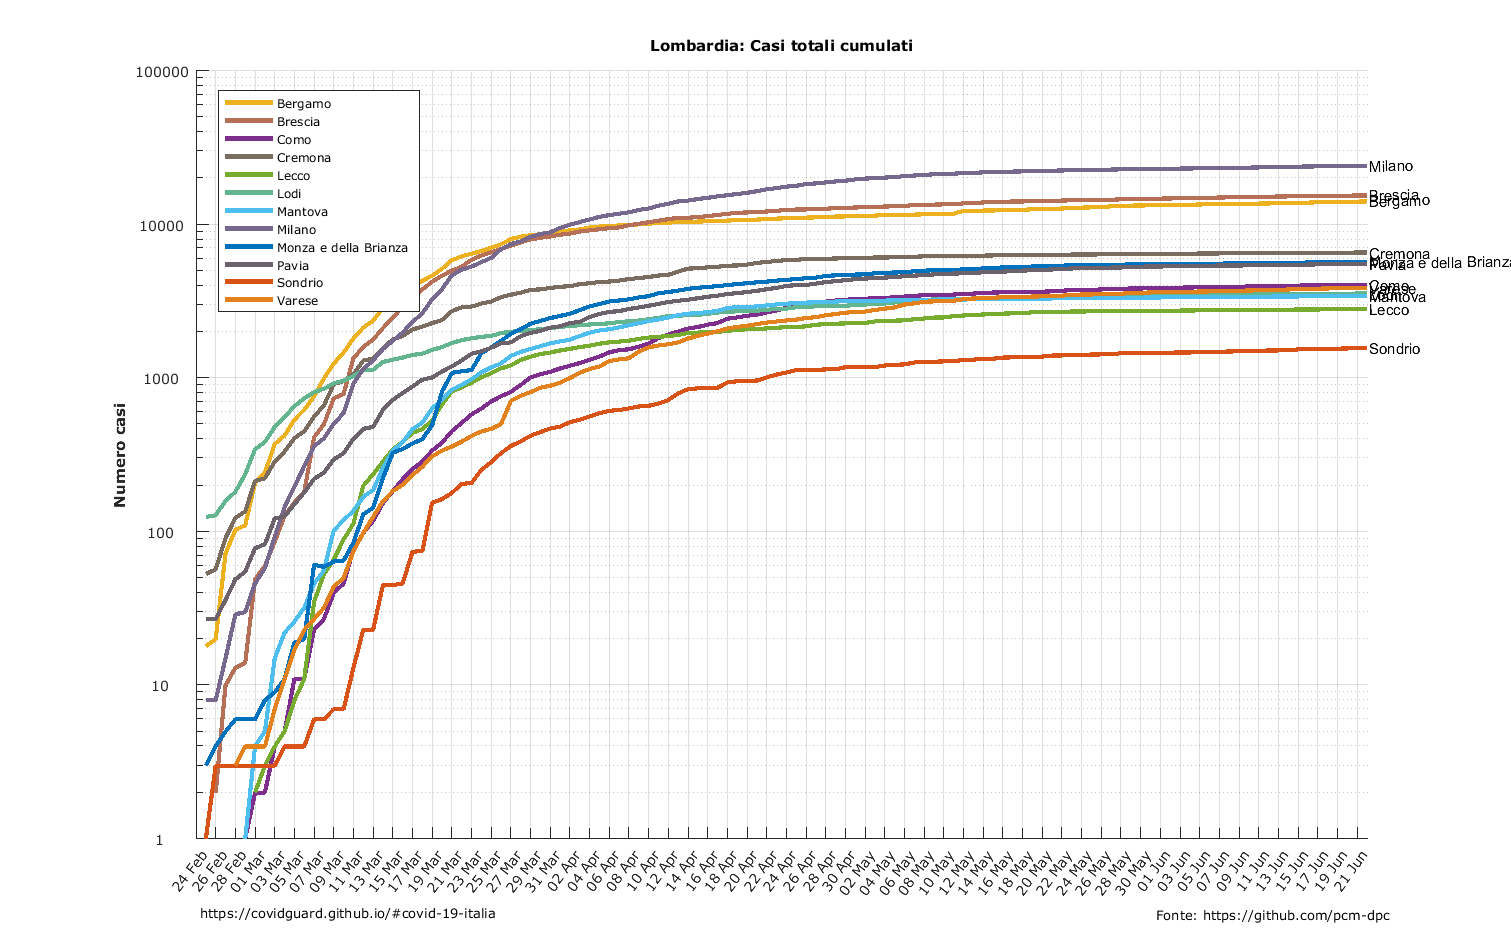 Lombardia: Casi totali cumulati
Numero casi
100000
10000
1000
100
10
1
Bergamo
Brescia
Como
Cremona
Lecco
Lodi
Mantova
Milano
Monza e della Brianza
Pavia
Sondrio
Varese
Milano
Brescia
Bergamo
Cremona
Monza e della Brianza
Pavia
Como
Varese
Lodi
Mantova
Lecco
Sondrio
24 Feb
26 Feb
28 Feb
01 Mar
03 Mar
05 Mar
07 Mar
09 Mar
11 Mar
13 Mar
15 Mar
17 Mar
19 Mar
21 Mar
23 Mar
25 Mar
27 Mar
29 Mar
31 Mar
02 Apr
04 Apr
06 Apr
08 Apr
10 Apr
12 Apr
14 Apr
16 Apr
18 Apr
20 Apr
22 Apr
24 Apr
26 Apr
28 Apr
30 Apr
02 May
04 May
06 May
08 May
10 May
12 May
14 May
16 May
18 May
20 May
22 May
24 May
26 May
28 May
30 May
01 Jun
03 Jun
05 Jun
07 Jun
09 Jun
11 Jun
13 Jun
15 Jun
17 Jun
19 Jun
21 Jun
https://covidguard.github.io/#covid-19-italia
Fonte: https://github.com/pcm-dpc